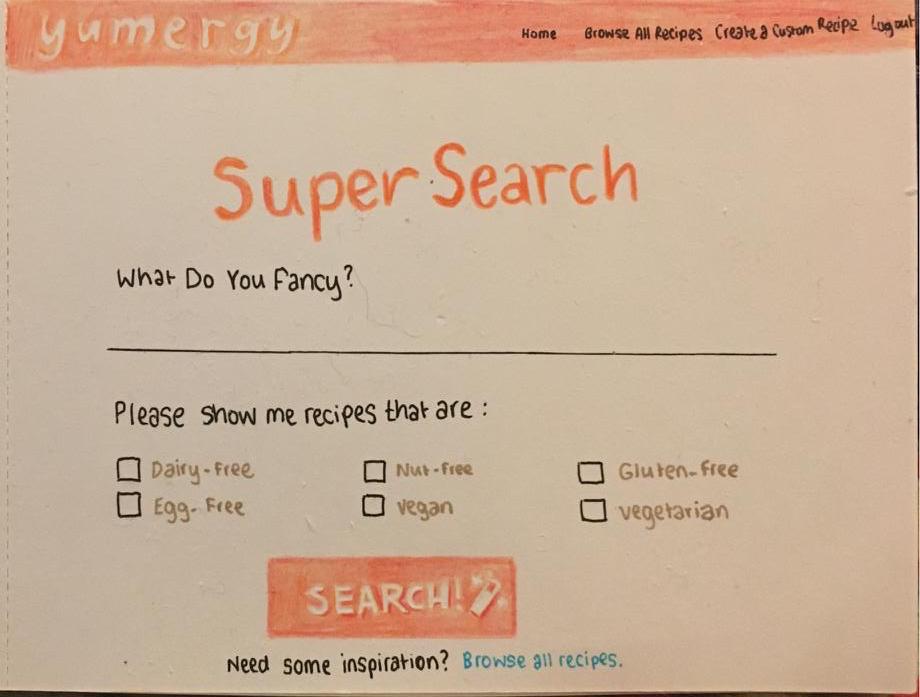 yumergy
Home Browse All Recipes Create a Custom Recipe Logout
Super Search
What Do You Fancy?
Please show me recipes that are :
Dairy-free Nut-free Gluten-free
Egg-Free vegan vegetarian
SEARCH!
Need some inspiration? Browse all recipes.